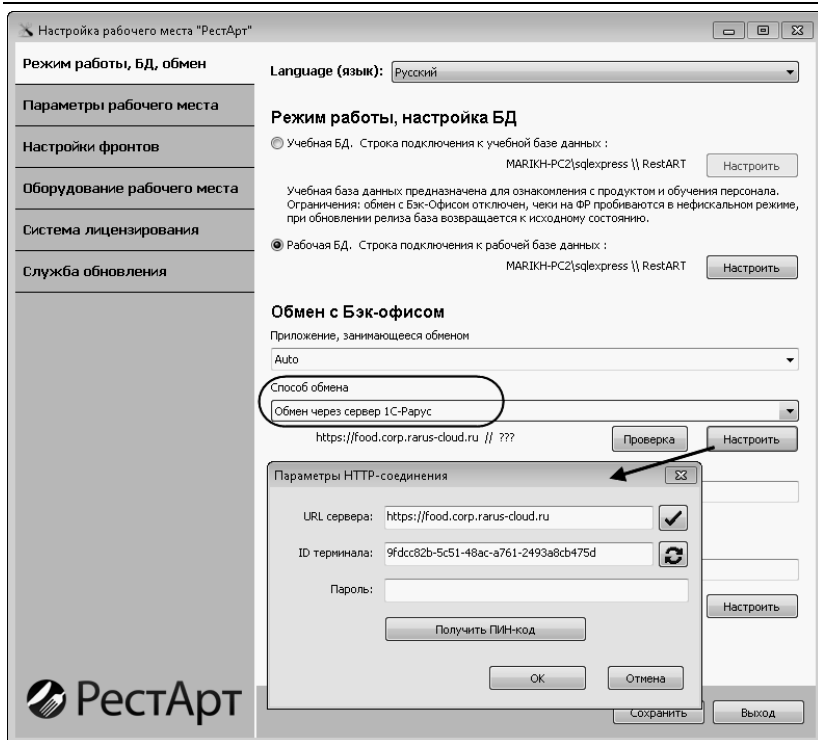 Настройка рабочего места "РестАрт"
Режим работы, БД, обмен
Параметры рабочего места
Настройки фронтов
Оборудование рабочего места
Система лицензирования
Служба обновления
Language (язык): Русский
Режим работы, настройка БД
Учебная БД. Строка подключения к учебной базе данных :
MARIKH-PC2\sqlexpress \\ RestART Настроить
Учебная база данных предназначена для ознакомления с продуктом и обучения персонала.
Ограничения: обмен с Бэк-Офисом отключен, чеки на ФР пробиваются в нефискальном режиме,
при обновлении релиза база возвращается к исходному состоянию.
Рабочая БД. Строка подключения к рабочей базе данных :
MARIKH-PC2\sqlexpress \\ RestART Настроить
Обмен с Бэк-офисом
Приложение, занимающееся обменом
Auto
Способ обмена
Обмен через сервер 1С-Рарус
https://food.corp.rarus-cloud.ru // ??? Проверка Настроить
Параметры HTTP-соединения
URL сервера: https://food.corp.rarus-cloud.ru
ID терминала: 9fdcc82b-5c51-48ac-a761-2493a8cb475d
Пароль:
Получить ПИН-код
ОК Отмена
Настроить
РестАрт
Сохранить Выход